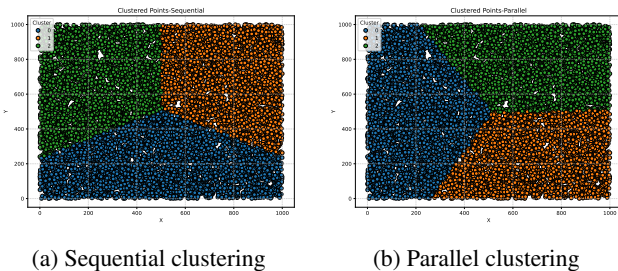 Clustered Points-Sequential
Cluster
0
1
2
Y
1000
800
600
400
200
0
0 200 400 600 800 1000
X
(a) Sequential clustering
Clustered Points-Parallel
Cluster
0
1
2
Y
1000
800
600
400
200
0
0 200 400 600 800 1000
X
(b) Parallel clustering